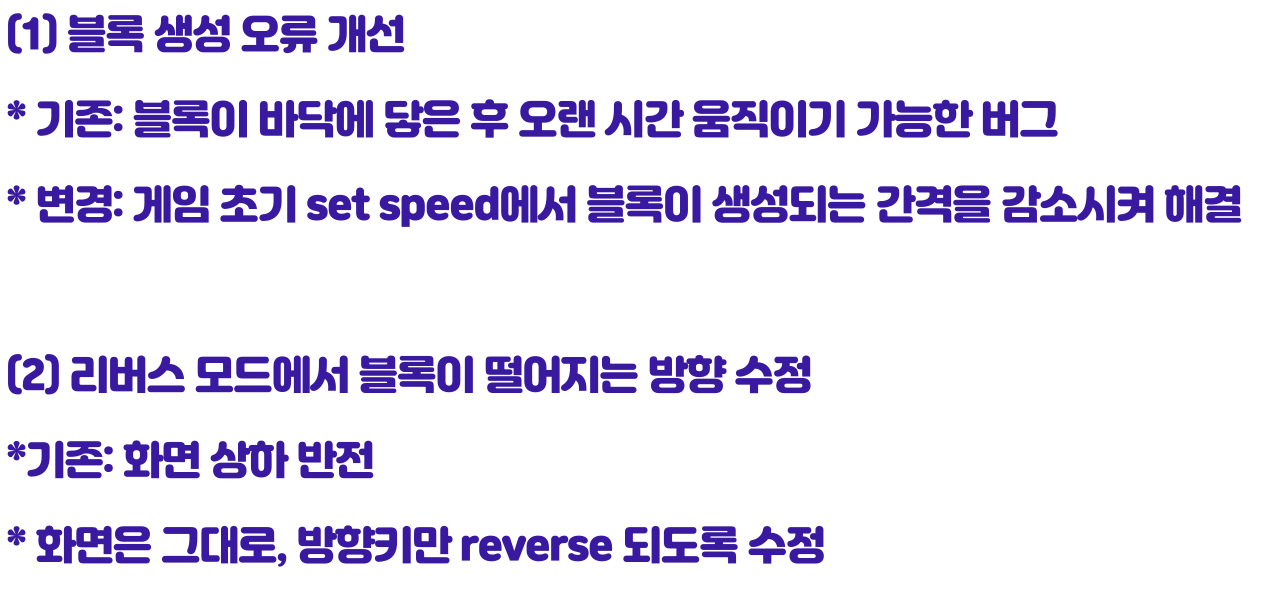 (1) 블록 생성 오류 개선
* 기존: 블록이 바닥에 닿은 후 오랜 시간 움직이기 가능한 버그
* 변경: 게임 초기 set speed에서 블록이 생성되는 간격을 감소시켜 해결
(2) 리버스 모드에서 블록이 떨어지는 방향 수정
*기존: 화면 상하 반전
* 화면은 그대로, 방향키만 reverse 되도록 수정